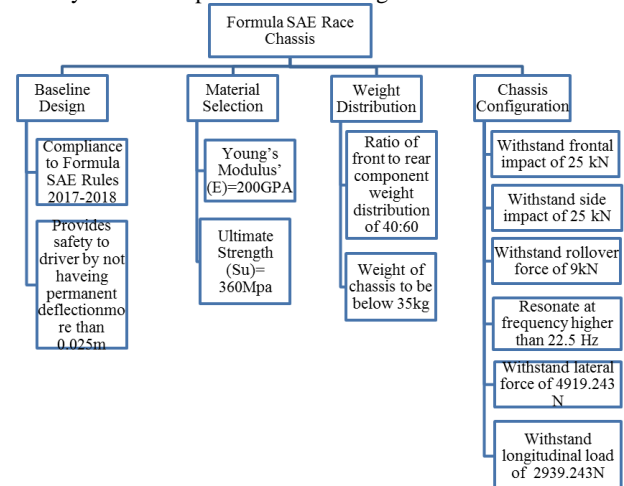 Formula SAE Race
Chassis
Baseline
Design
Compliance
to Formula
SAE Rules
2017-2018
Provides
safety to
driver by not
haveing
permanent
deflectionmo
re than
0.025m
Material
Selection
Young's
Modulus'
(E)=200GPA
Ultimate
Strength
(Su)=
360Mpa
Weight
Distribution
Ratio of
front to rear
component
weight
distribution
of 40:60
Weight of
chassis to be
below 35kg
Chassis
Configuration
Withstand frontal
impact of 25 kN
Withstand side
impact of 25 kN
Withstand rollover
force of 9kN
Resonate at
frequency higher
than 22.5 Hz
Withstand lateral
force of 4919.243
N
Withstand
longitudinal load
of 2939.243N